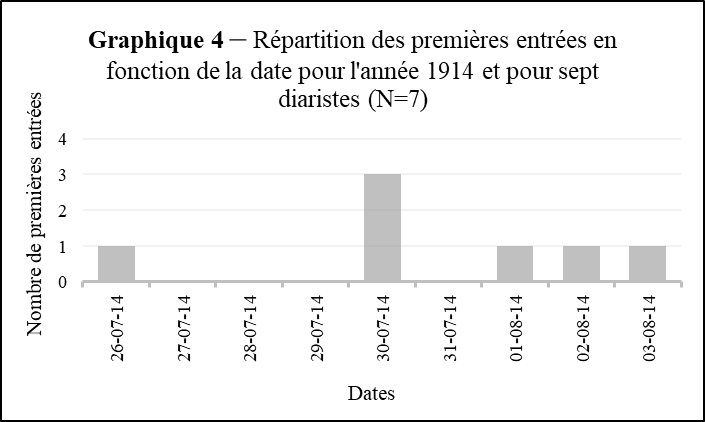 Graphique 4 — Répartition des premières entrées en
fonction de la date pour l'année 1914 et pour sept
diaristes (N=7)
Nombre de premières entrées
4
3
2
1
0
26-07-14
27-07-14
28-07-14
29-07-14
30-07-14
31-07-14
01-08-14
02-08-14
03-08-14
Dates